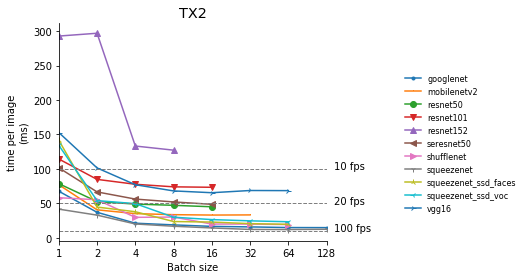 TX2
300
250
200
150
100
50
0
time per image
(ms)
1
2
4
8
16
32
64
128
Batch size
10 fps
20 fps
100 fps
googlenet
mobilenetv2
resnet50
resnet101
resnet152
seresnet50
shufflenet
squeezenet
squeezenet_ssd_faces
squeezenet_ssd_voc
vgg16